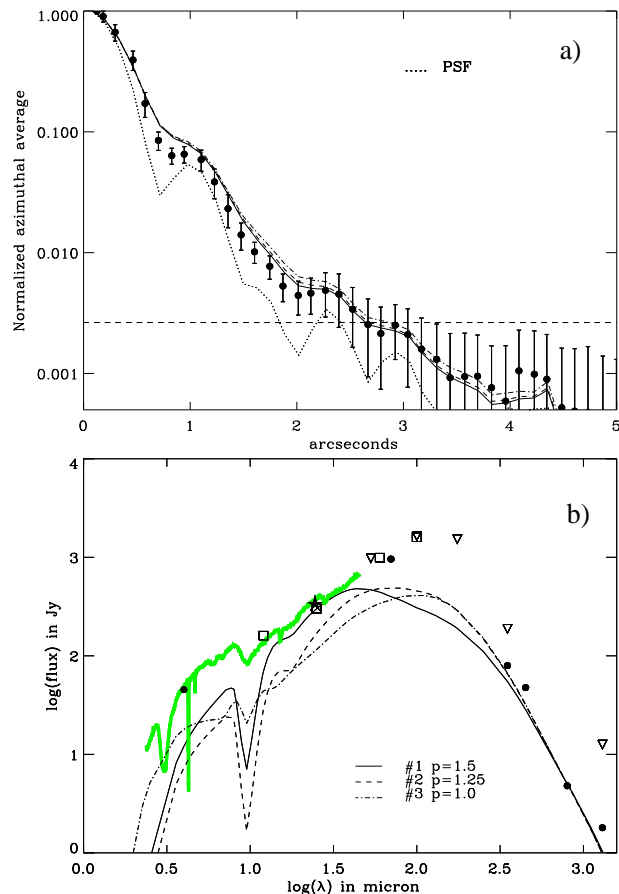 1.000
a)
PSF
0.100
0.010
0.001
Normalized azimuthal average
0 1 2 3 4 5
arcseconds
4
b)
3
2
1
0
log(flux) in Jy
#1 p=1.5
#2 p=1.25
#3 p=1.0
0.0 0.5 1.0 1.5 2.0 2.5 3.0
log(λ) in micron